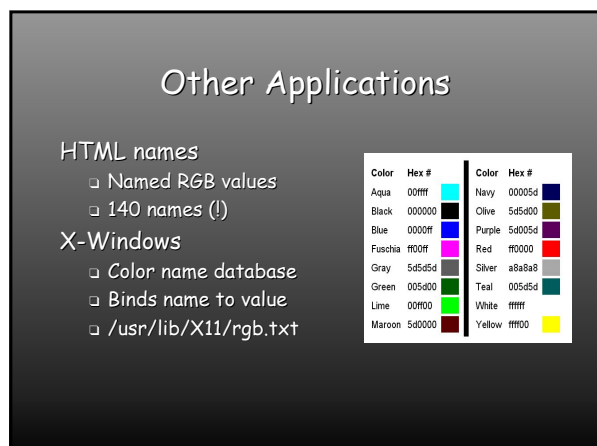 Other Applications
HTML names
Named RGB values
140 names (!)
X-Windows
Color name database
Binds name to value
/usr/lib/X11/rgb.txt
Color Hex # Color Hex #
Aqua 00ffff Navy 00005d
Black 000000 Olive 5d5d00
Blue 0000ff Purple 5d005d
Fuschia ff00ff Red ff0000
Gray 5d5d5d Silver a8a8a8
Green 005d00 Teal 005d5d
Lime 00ff00 White ffffff
Maroon 5d0000 Yellow ffff00